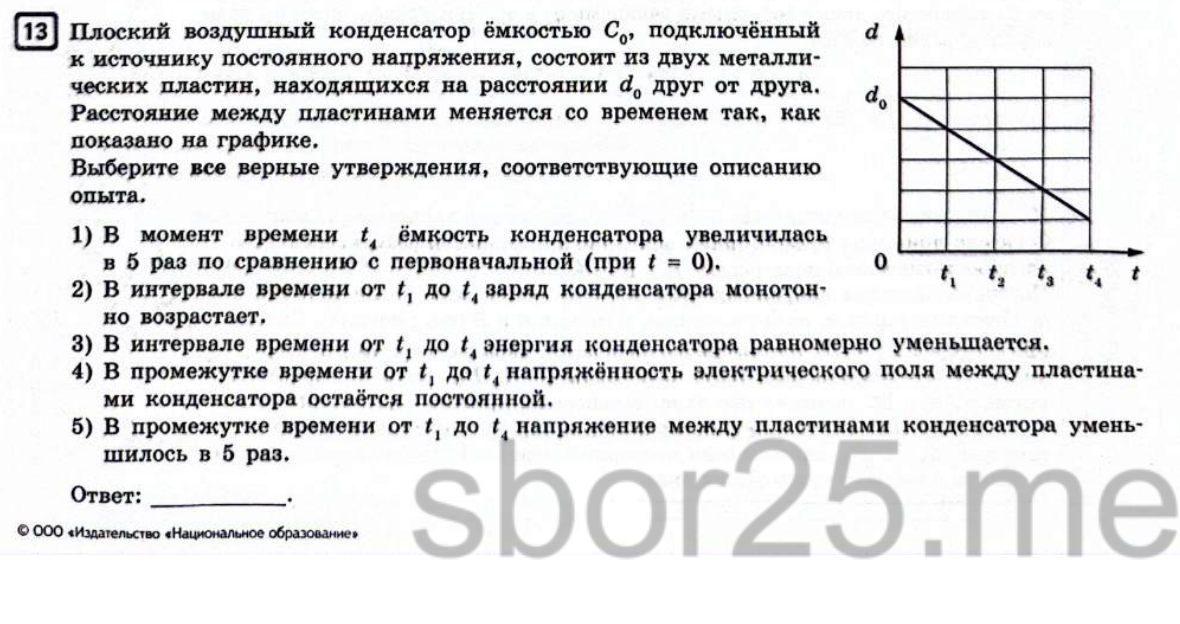 13 Плоский воздушный конденсатор ёмкостью C₀, подключённый
к источнику постоянного напряжения, состоит из двух металли-
ческих пластин, находящихся на расстоянии d₀ друг от друга.
Расстояние между пластинами меняется со временем так, как
показано на графике.
Выберите все верные утверждения, соответствующие описанию
опыта.
1) В момент времени t₄ ёмкость конденсатора увеличилась
в 5 раз по сравнению с первоначальной (при t = 0).
2) В интервале времени от t₁ до t₄ заряд конденсатора монотон-
но возрастает.
3) В интервале времени от t₁ до t₄ энергия конденсатора равномерно уменьшается.
4) В промежутке времени от t₁ до t₄ напряжённость электрического поля между пластина-
ми конденсатора остаётся постоянной.
5) В промежутке времени от t₁ до t₄ напряжение между пластинами конденсатора умень-
шилось в 5 раз.
Ответ: ____________.
© ООО «Издательство «Национальное образование»
d
d₀
0 t₁ t₂ t₃ t₄ t
sbor25.me